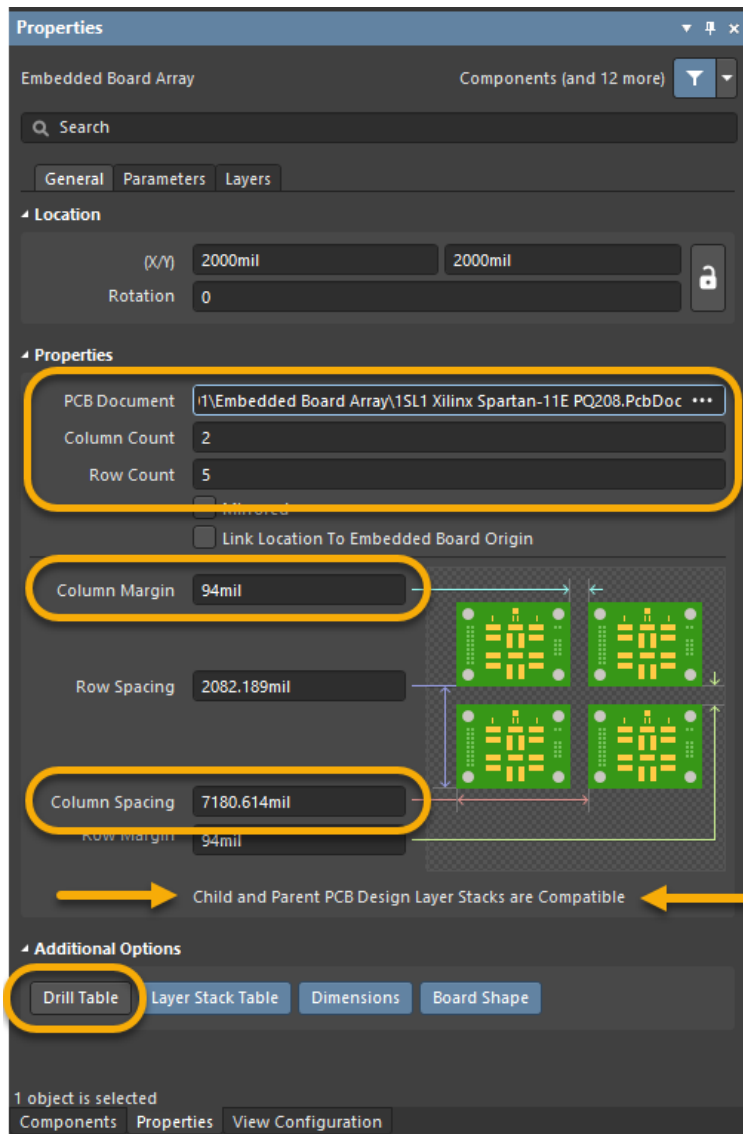 Properties
Embedded Board Array Components (and 12 more)
Search
General Parameters Layers
Location
(X/Y) 2000mil 2000mil
Rotation 0
Properties
PCB Document 1\Embedded Board Array\1SL1 Xilinx Spartan-11E PQ208.PcbDoc ...
Column Count 2
Row Count 5
Mirrored
Link Location To Embedded Board Origin
Column Margin 94mil
Row Spacing 2082.189mil
Column Spacing 7180.614mil
Row Margin 94mil
Child and Parent PCB Design Layer Stacks are Compatible
Additional Options
Drill Table Layer Stack Table Dimensions Board Shape
1 object is selected
Components Properties View Configuration